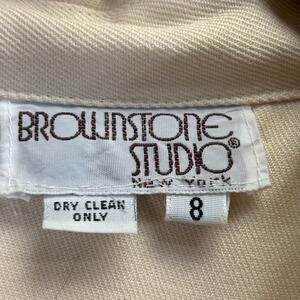 BROWNSTONE
STUDIO®
NEW YORK
DRY CLEAN
ONLY
8